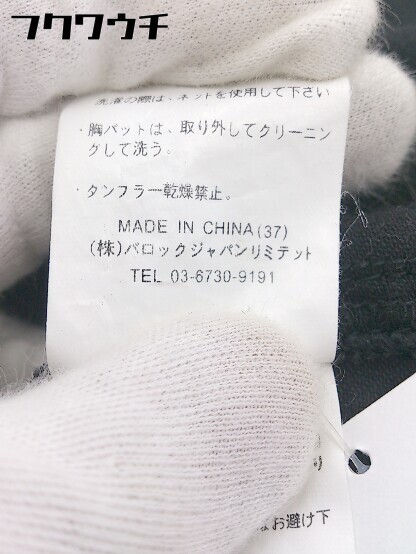 フクワウチ
洗濯の際は、ネットを使用して下さい
・胸バットは、取り外してクリーニン
グして洗う。
・タンフラー乾燥禁止。
MADE IN CHINA (37)
(株)バロックジャパンリミテット
TEL 03-6730-9191
お避け下